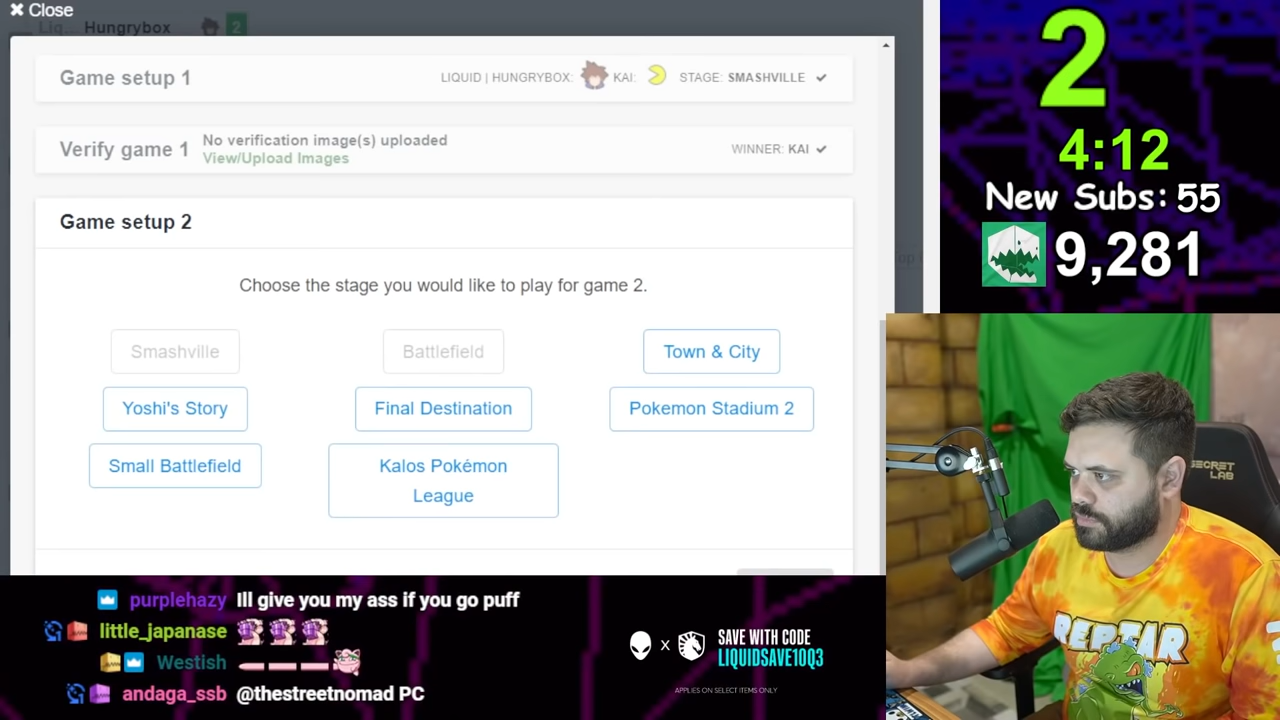 ✖ Close
Liq... Hungrybox 2
Game setup 1 LIQUID | HUNGRYBOX: KAI: STAGE: SMASHVILLE ✔
Verify game 1 No verification image(s) uploaded
View/Upload Images WINNER: KAI ✔
Game setup 2
Choose the stage you would like to play for game 2.
Smashville Battlefield Town & City
Yoshi's Story Final Destination Pokemon Stadium 2
Small Battlefield Kalos Pokémon
League
2
4:12
New Subs: 55
9,281
SECRET
LAB
REPTAR
purplehazy Ill give you my ass if you go puff
little_japanase
Westish
andaga_ssb @thestreetnomad PC
X SAVE WITH CODE
LIQUIDSAVE10Q3
APPLIES ON SELECT ITEMS ONLY